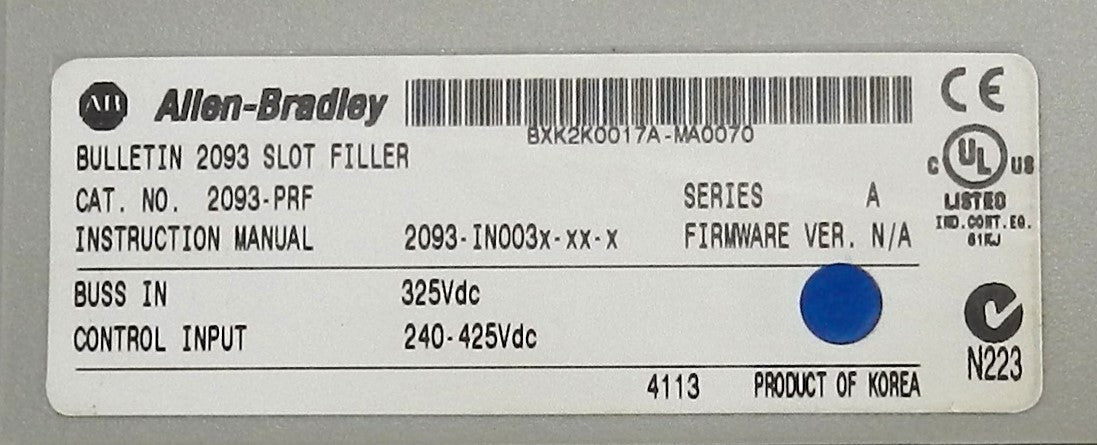 AB Allen-Bradley
BXK2K0017A-MA0070
BULLETIN 2093 SLOT FILLER
CAT. NO. 2093-PRF SERIES A
INSTRUCTION MANUAL 2093-IN003x-xx-x FIRMWARE VER. N/A
BUSS IN 325Vdc
CONTROL INPUT 240-425Vdc
4113 PRODUCT OF KOREA
CE
C UL US
LISTED
IND.CONT.EQ.
81KJ
N223